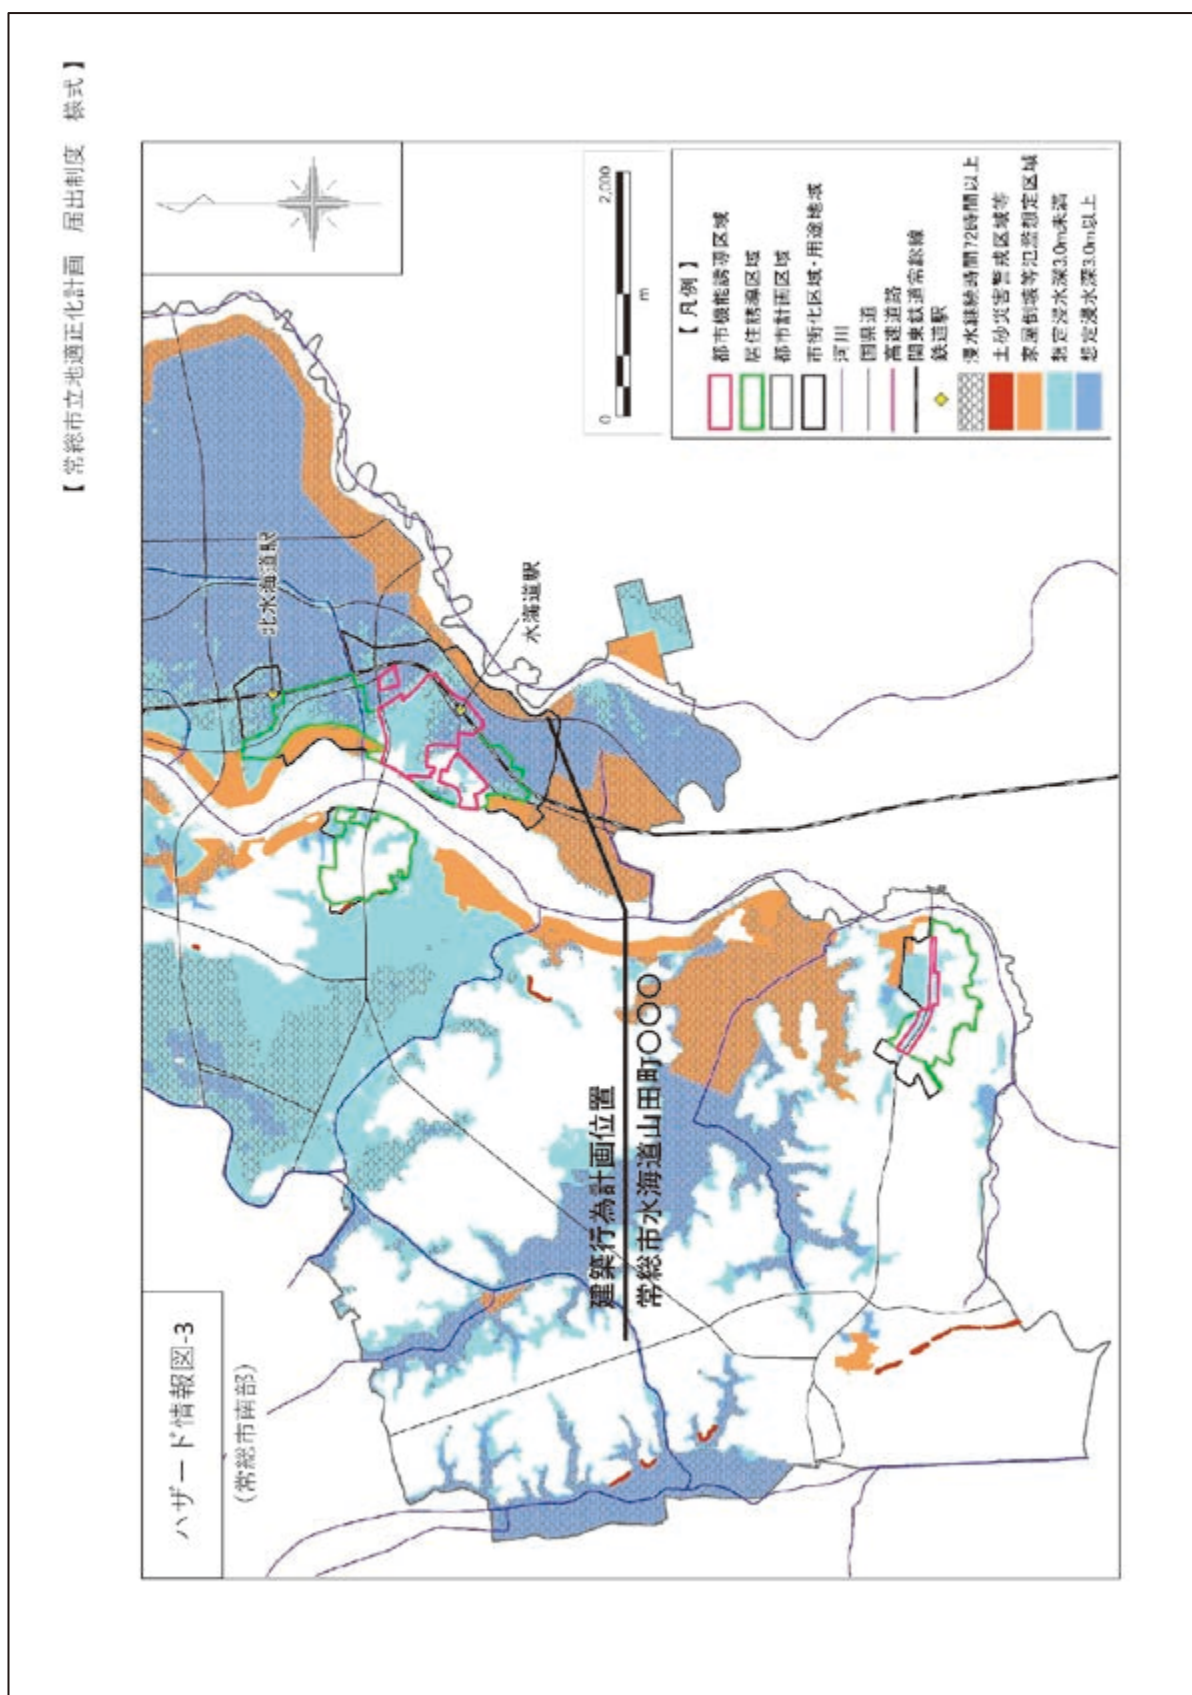 【 常総市立地適正化計画　届出制度　様式 】
ハザード情報図-3
(常総市南部)
北水海道駅
水海道駅
建築行為計画位置
常総市水海道山田町〇〇〇
0
2,000
m
【 凡例 】
都市機能誘導区域
居住誘導区域
都市計画区域
市街化区域・用途地域
河川
国県道
高速道路
関東鉄道常総線
鉄道駅
浸水継続時間72時間以上
土砂災害警戒区域等
家屋倒壊等氾濫想定区域
想定浸水深3.0m未満
想定浸水深3.0m以上